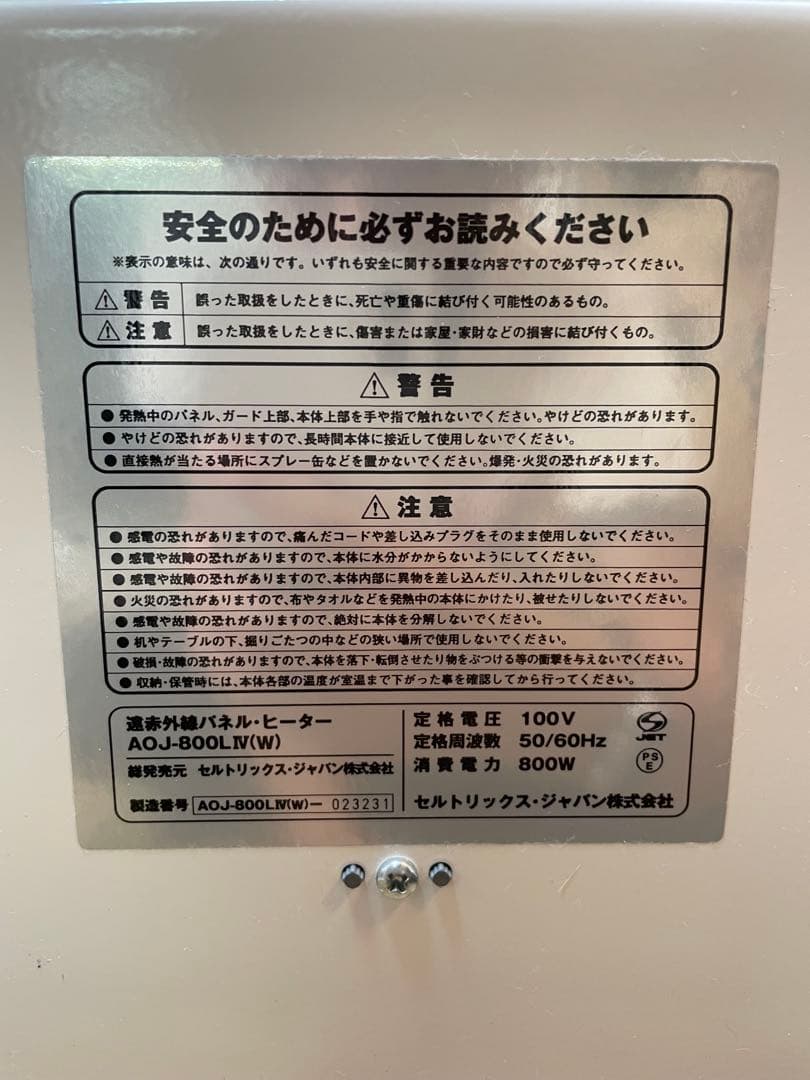 安全のために必ずお読みください
※表示の意味は、次の通りです。いずれも安全に関する重要な内容ですので必ず守ってください。
⚠警告 誤った取扱をしたときに、死亡や重傷に結び付く可能性のあるもの。
⚠注意 誤った取扱をしたときに、傷害または家屋・家財などの損害に結び付くもの。
⚠警告
●発熱中のパネル、ガード上部、本体上部を手や指で触れないでください。やけどの恐れがあります。
●やけどの恐れがありますので、長時間本体に接近して使用しないでください。
●直接熱が当たる場所にスプレー缶などを置かないでください。爆発・火災の恐れがあります。
⚠注意
●感電の恐れがありますので、痛んだコードや差し込みプラグをそのまま使用しないでください。
●感電や故障の恐れがありますので、本体に水分がかからないようにしてください。
●感電や故障の恐れがありますので、本体内部に異物を差し込んだり、入れたりしないでください。
●火災の恐れがありますので、布やタオルなどを発熱中の本体にかけたり、被せたりしないでください。
●感電や故障の恐れがありますので、絶対に本体を分解しないでください。
●机やテーブルの下、掘りごたつの中などの狭い場所で使用しないでください。
●破損・故障の恐れがありますので、本体を落下・転倒させたり物をぶつける等の衝撃を与えないでください。
●収納・保管時には、本体各部の温度が室温まで下がった事を確認してから行ってください。
遠赤外線パネル・ヒーター
AOJ-800LⅣ(W)
総発売元 セルトリックス・ジャパン株式会社
製造番号 AOJ-800LⅣ(W)- 023231
定格電圧 100V
定格周波数 50/60Hz
消費電力 800W
JET
PS
E
セルトリックス・ジャパン株式会社